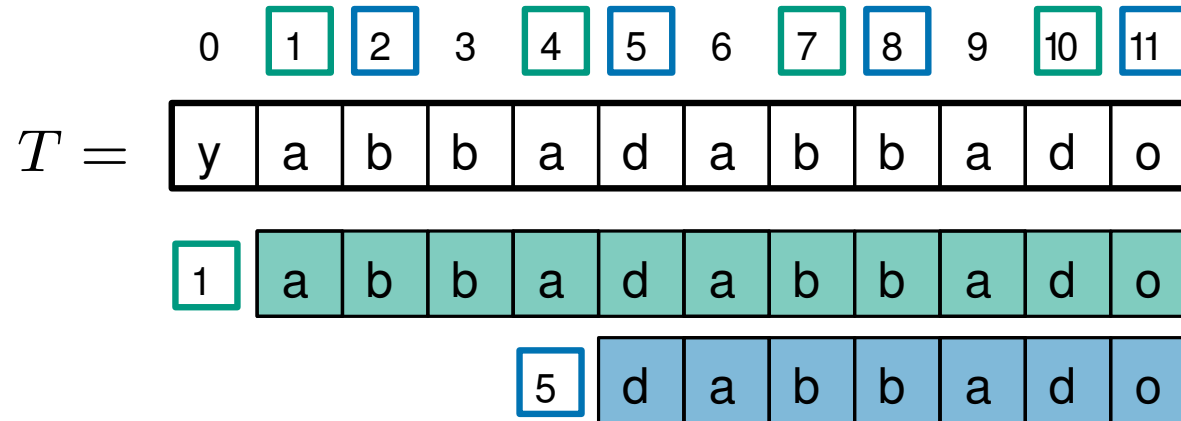 0 1 2 3 4 5 6 7 8 9 10 11
T = y a b b a d a b b a d o
1 a b b a d a b b a d o
5 d a b b a d o